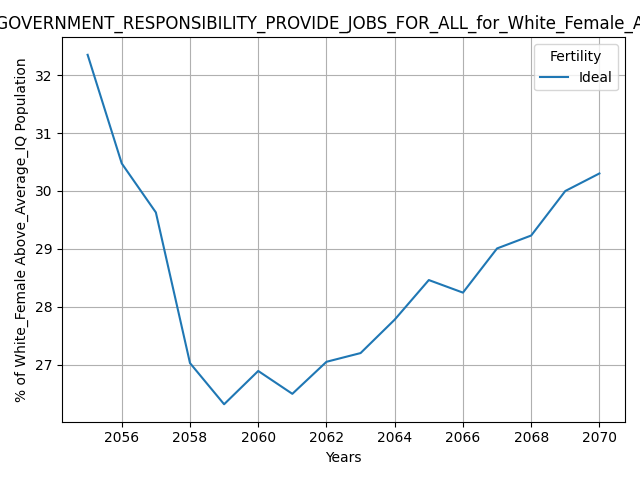 GOVERNMENT_RESPONSIBILITY_PROVIDE_JOBS_FOR_ALL_for_White_Female_A
Fertility
Ideal
% of White_Female Above_Average_IQ Population
32
31
30
29
28
27
2056 2058 2060 2062 2064 2066 2068 2070
Years